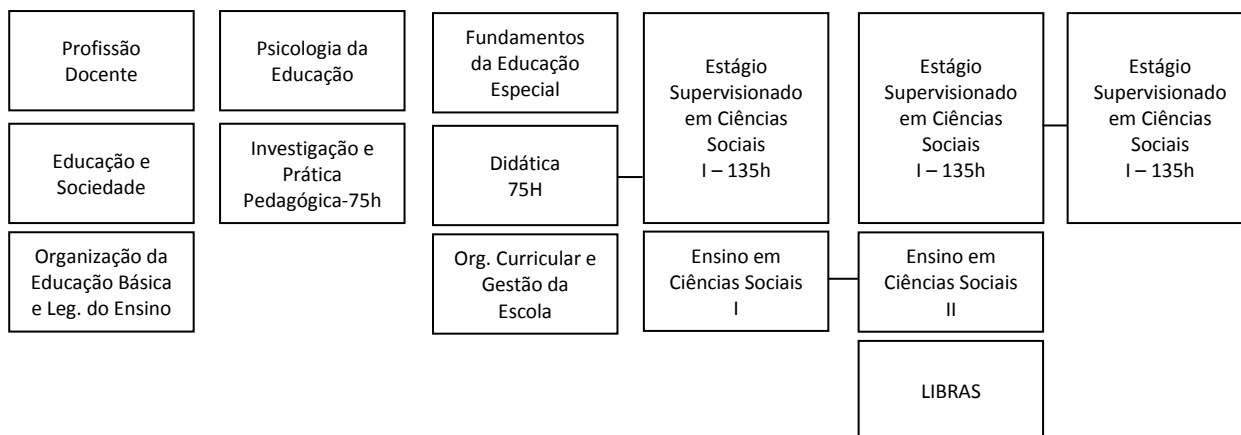 Profissão
Docente
Psicologia da
Educação
Fundamentos
da Educação
Especial
Estágio
Supervisionado
em Ciências
Sociais
I – 135h
Estágio
Supervisionado
em Ciências
Sociais
I – 135h
Estágio
Supervisionado
em Ciências
Sociais
I – 135h
Educação e
Sociedade
Investigação e
Prática
Pedagógica-75h
Didática
75H
Organização da
Educação Básica
e Leg. do Ensino
Org. Curricular e
Gestão da
Escola
Ensino em
Ciências Sociais
I
Ensino em
Ciências Sociais
II
LIBRAS